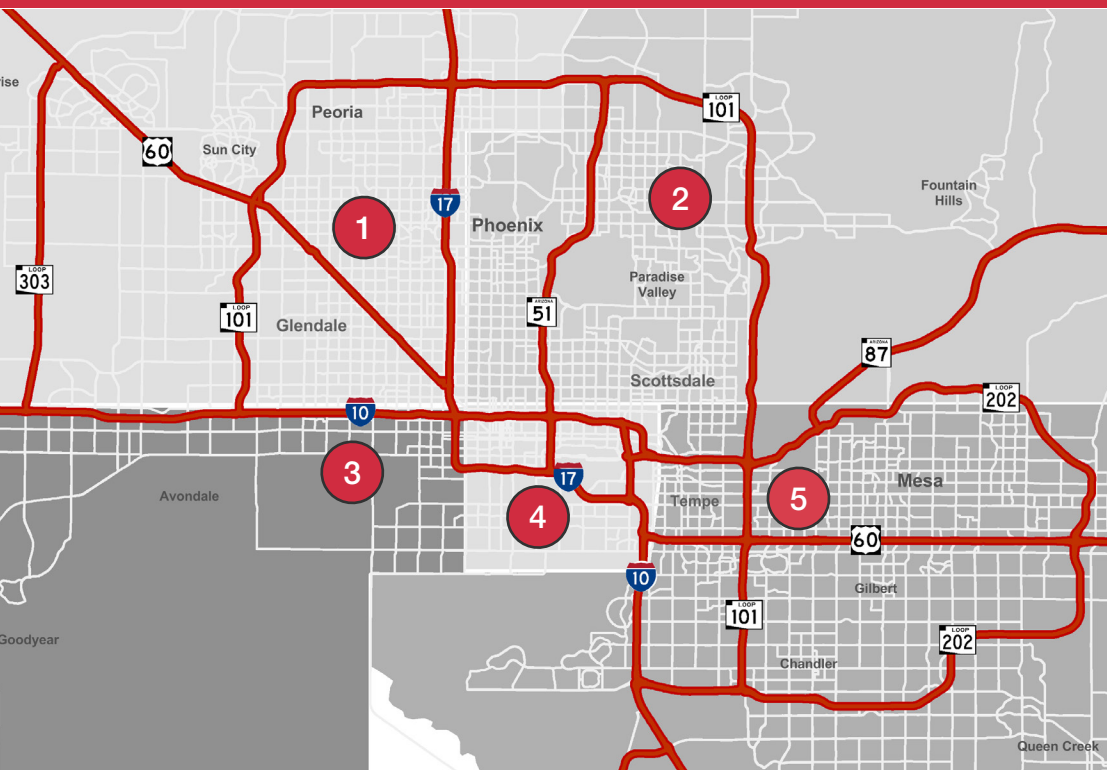 LOOP
101
Peoria
ise
60
Sun City
Fountain
Hills
2
17
1
Phoenix
LOOP
303
Paradise
Valley
ARIZONA
51
LOOP
101
Glendale
ARIZONA
87
Scottsdale
LOOP
202
10
3
17
Mesa
Avondale
5
Tempe
4
60
10
Gilbert
LOOP
101
Goodyear
LOOP
202
Chandler
Queen Creek